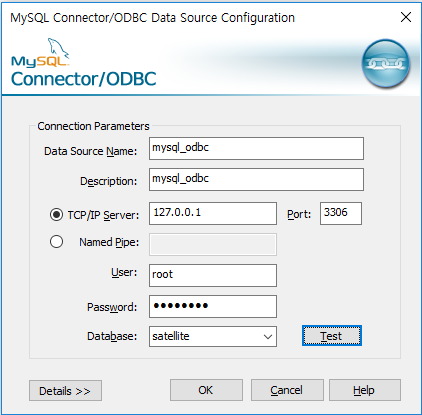 MySQL Connector/ODBC Data Source Configuration
MySQL
Connector/ODBC
Connection Parameters
Data Source Name: mysql_odbc
Description: mysql_odbc
TCP/IP Server: 127.0.0.1 Port: 3306
Named Pipe:
User: root
Password: ●●●●●●●●
Database: satellite Test
Details >> OK Cancel Help